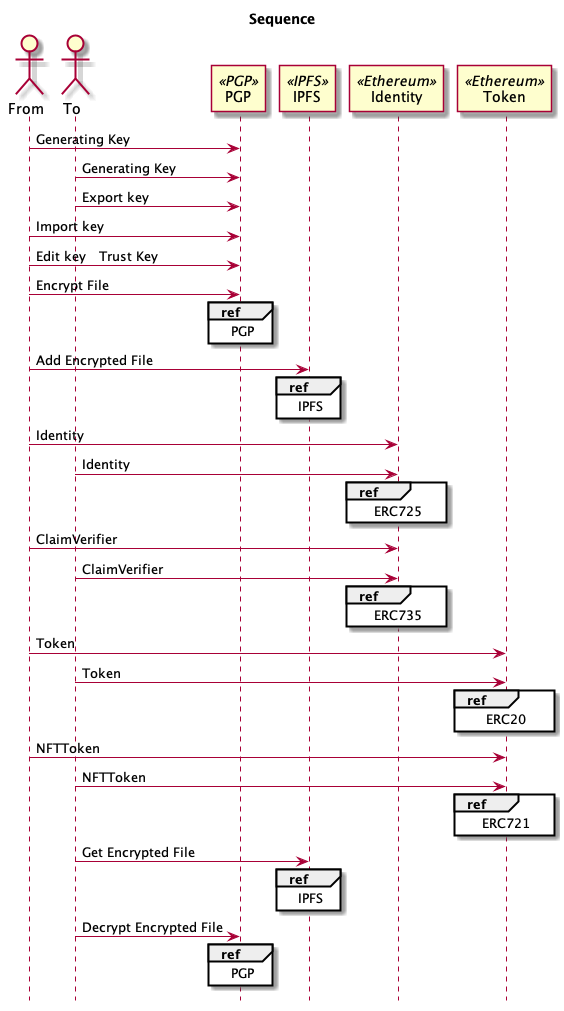 Sequence
From
To
«PGP»
PGP
«IPFS»
IPFS
«Ethereum»
Identity
«Ethereum»
Token
Generating Key
Generating Key
Export key
Import key
Edit key Trust Key
Encrypt File
ref
PGP
Add Encrypted File
ref
IPFS
Identity
Identity
ref
ERC725
ClaimVerifier
ClaimVerifier
ref
ERC735
Token
Token
ref
ERC20
NFTToken
NFTToken
ref
ERC721
Get Encrypted File
ref
IPFS
Decrypt Encrypted File
ref
PGP